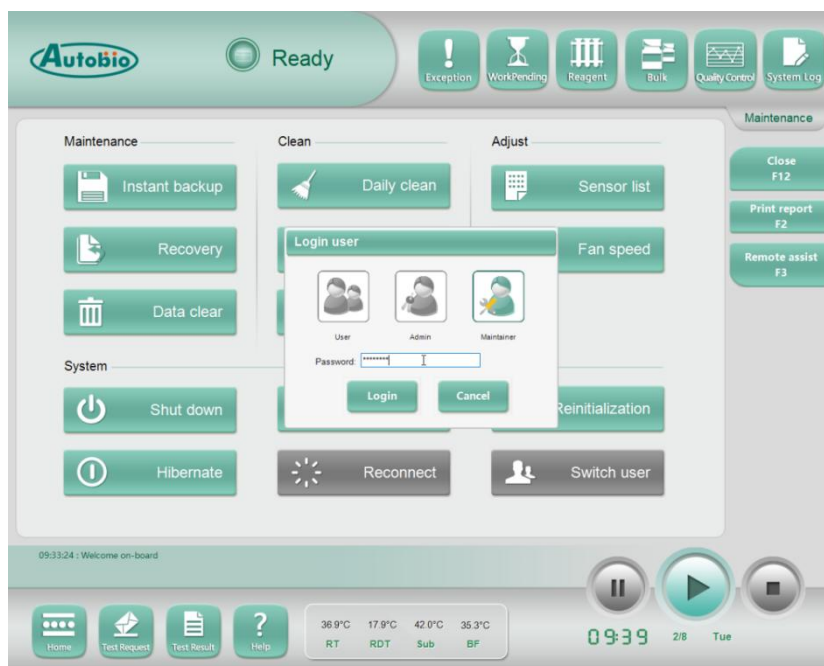 Autobio
Ready
Exception
WorkPending
Reagent
Bulk
Quality Control
System Log
Maintenance
Close
F12
Print report
F2
Remote assist
F3
Maintenance
Clean
Adjust
Instant backup
Daily clean
Sensor list
Recovery
Fan speed
Data clear
Login user
User
Admin
Maintainer
Password:
********
Login
Cancel
System
Shut down
Reinitialization
Hibernate
Reconnect
Switch user
09:33:24 : Welcome on-board
Home
Test Request
Test Result
?
Help
36.9°C 17.9°C 42.0°C 35.3°C
RT RDT Sub BF
09:39 2/8 Tue